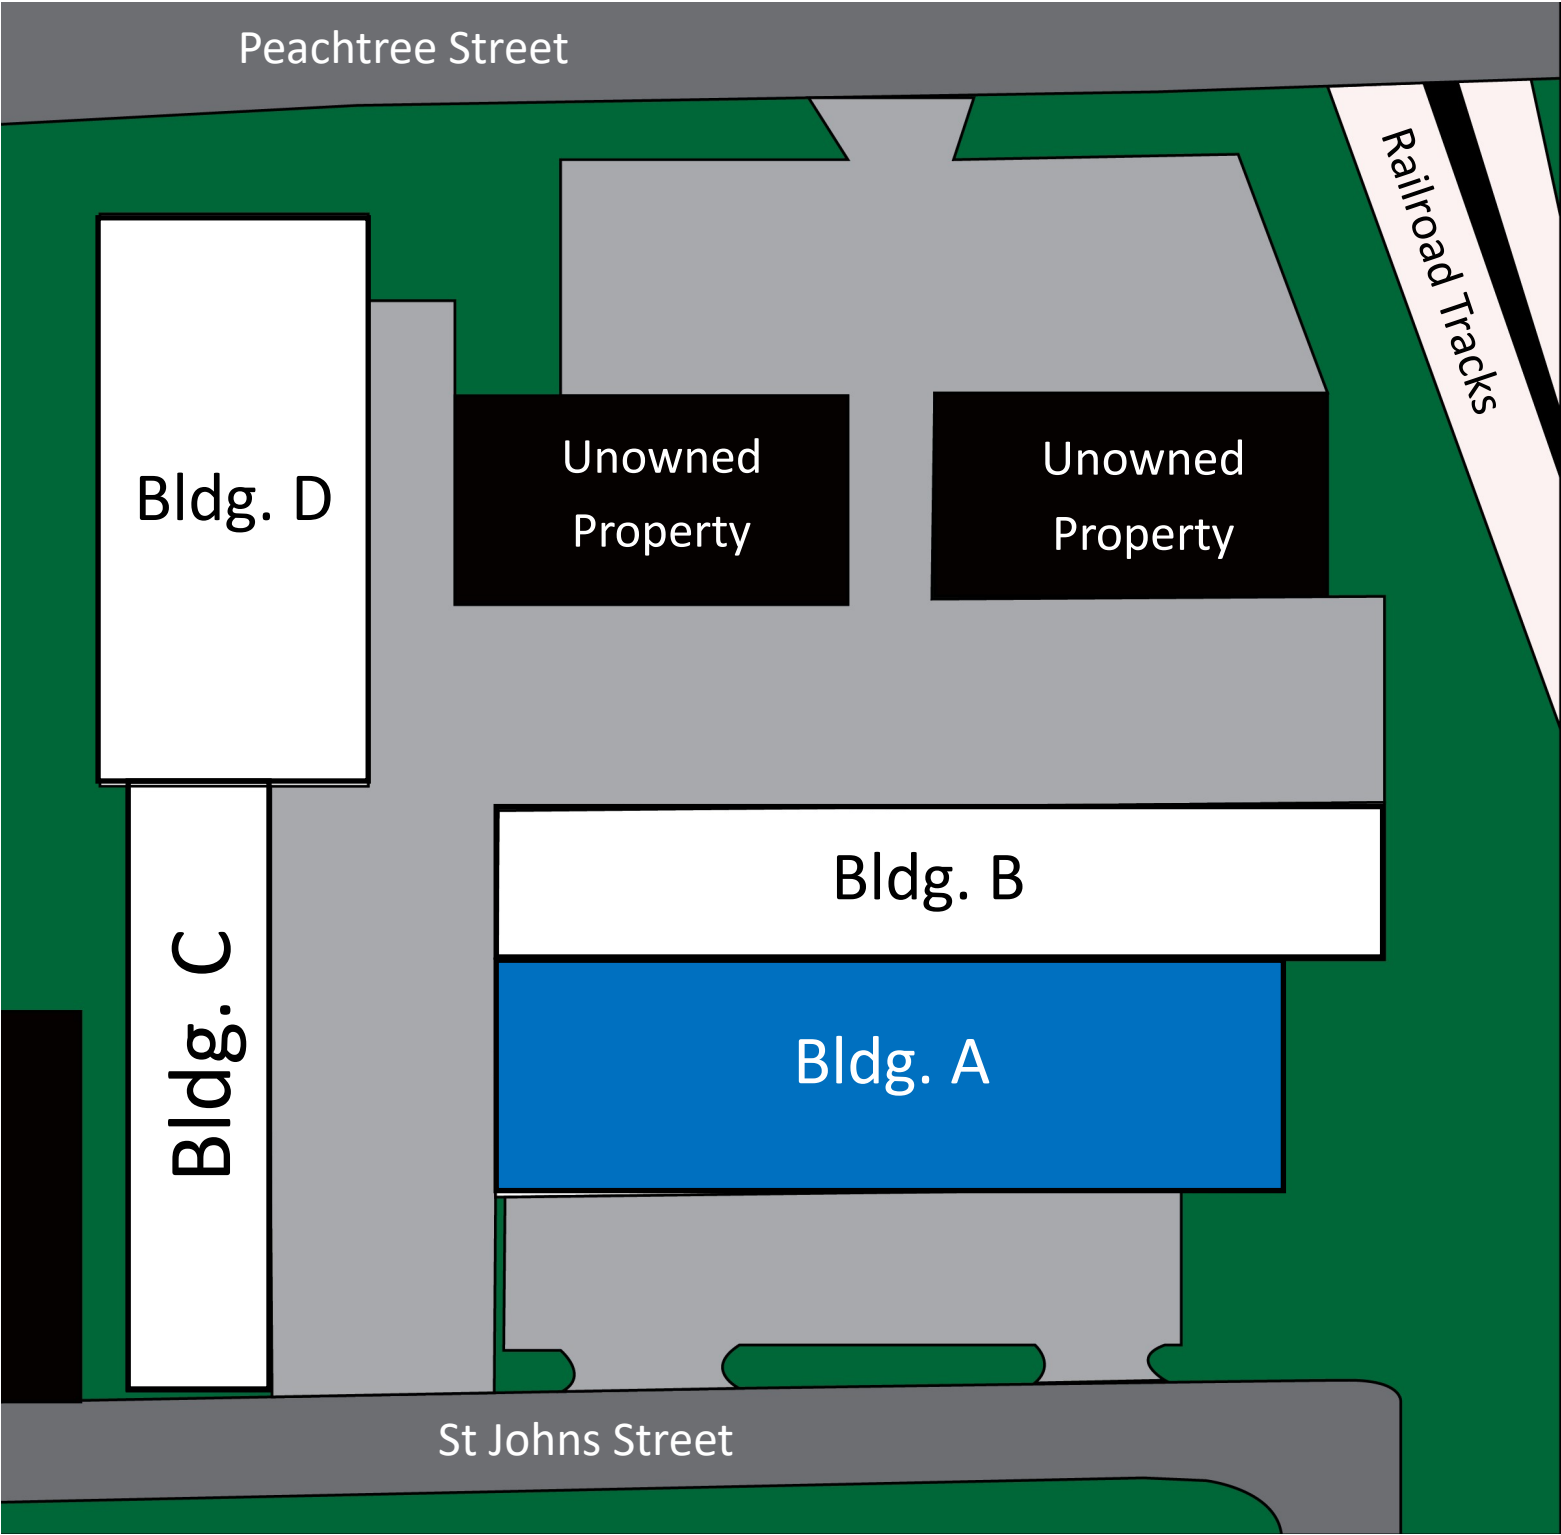 Peachtree Street
Railroad Tracks
Unowned
Property
Unowned
Property
Bldg. D
Bldg. B
Bldg. C
Bldg. A
St Johns Street